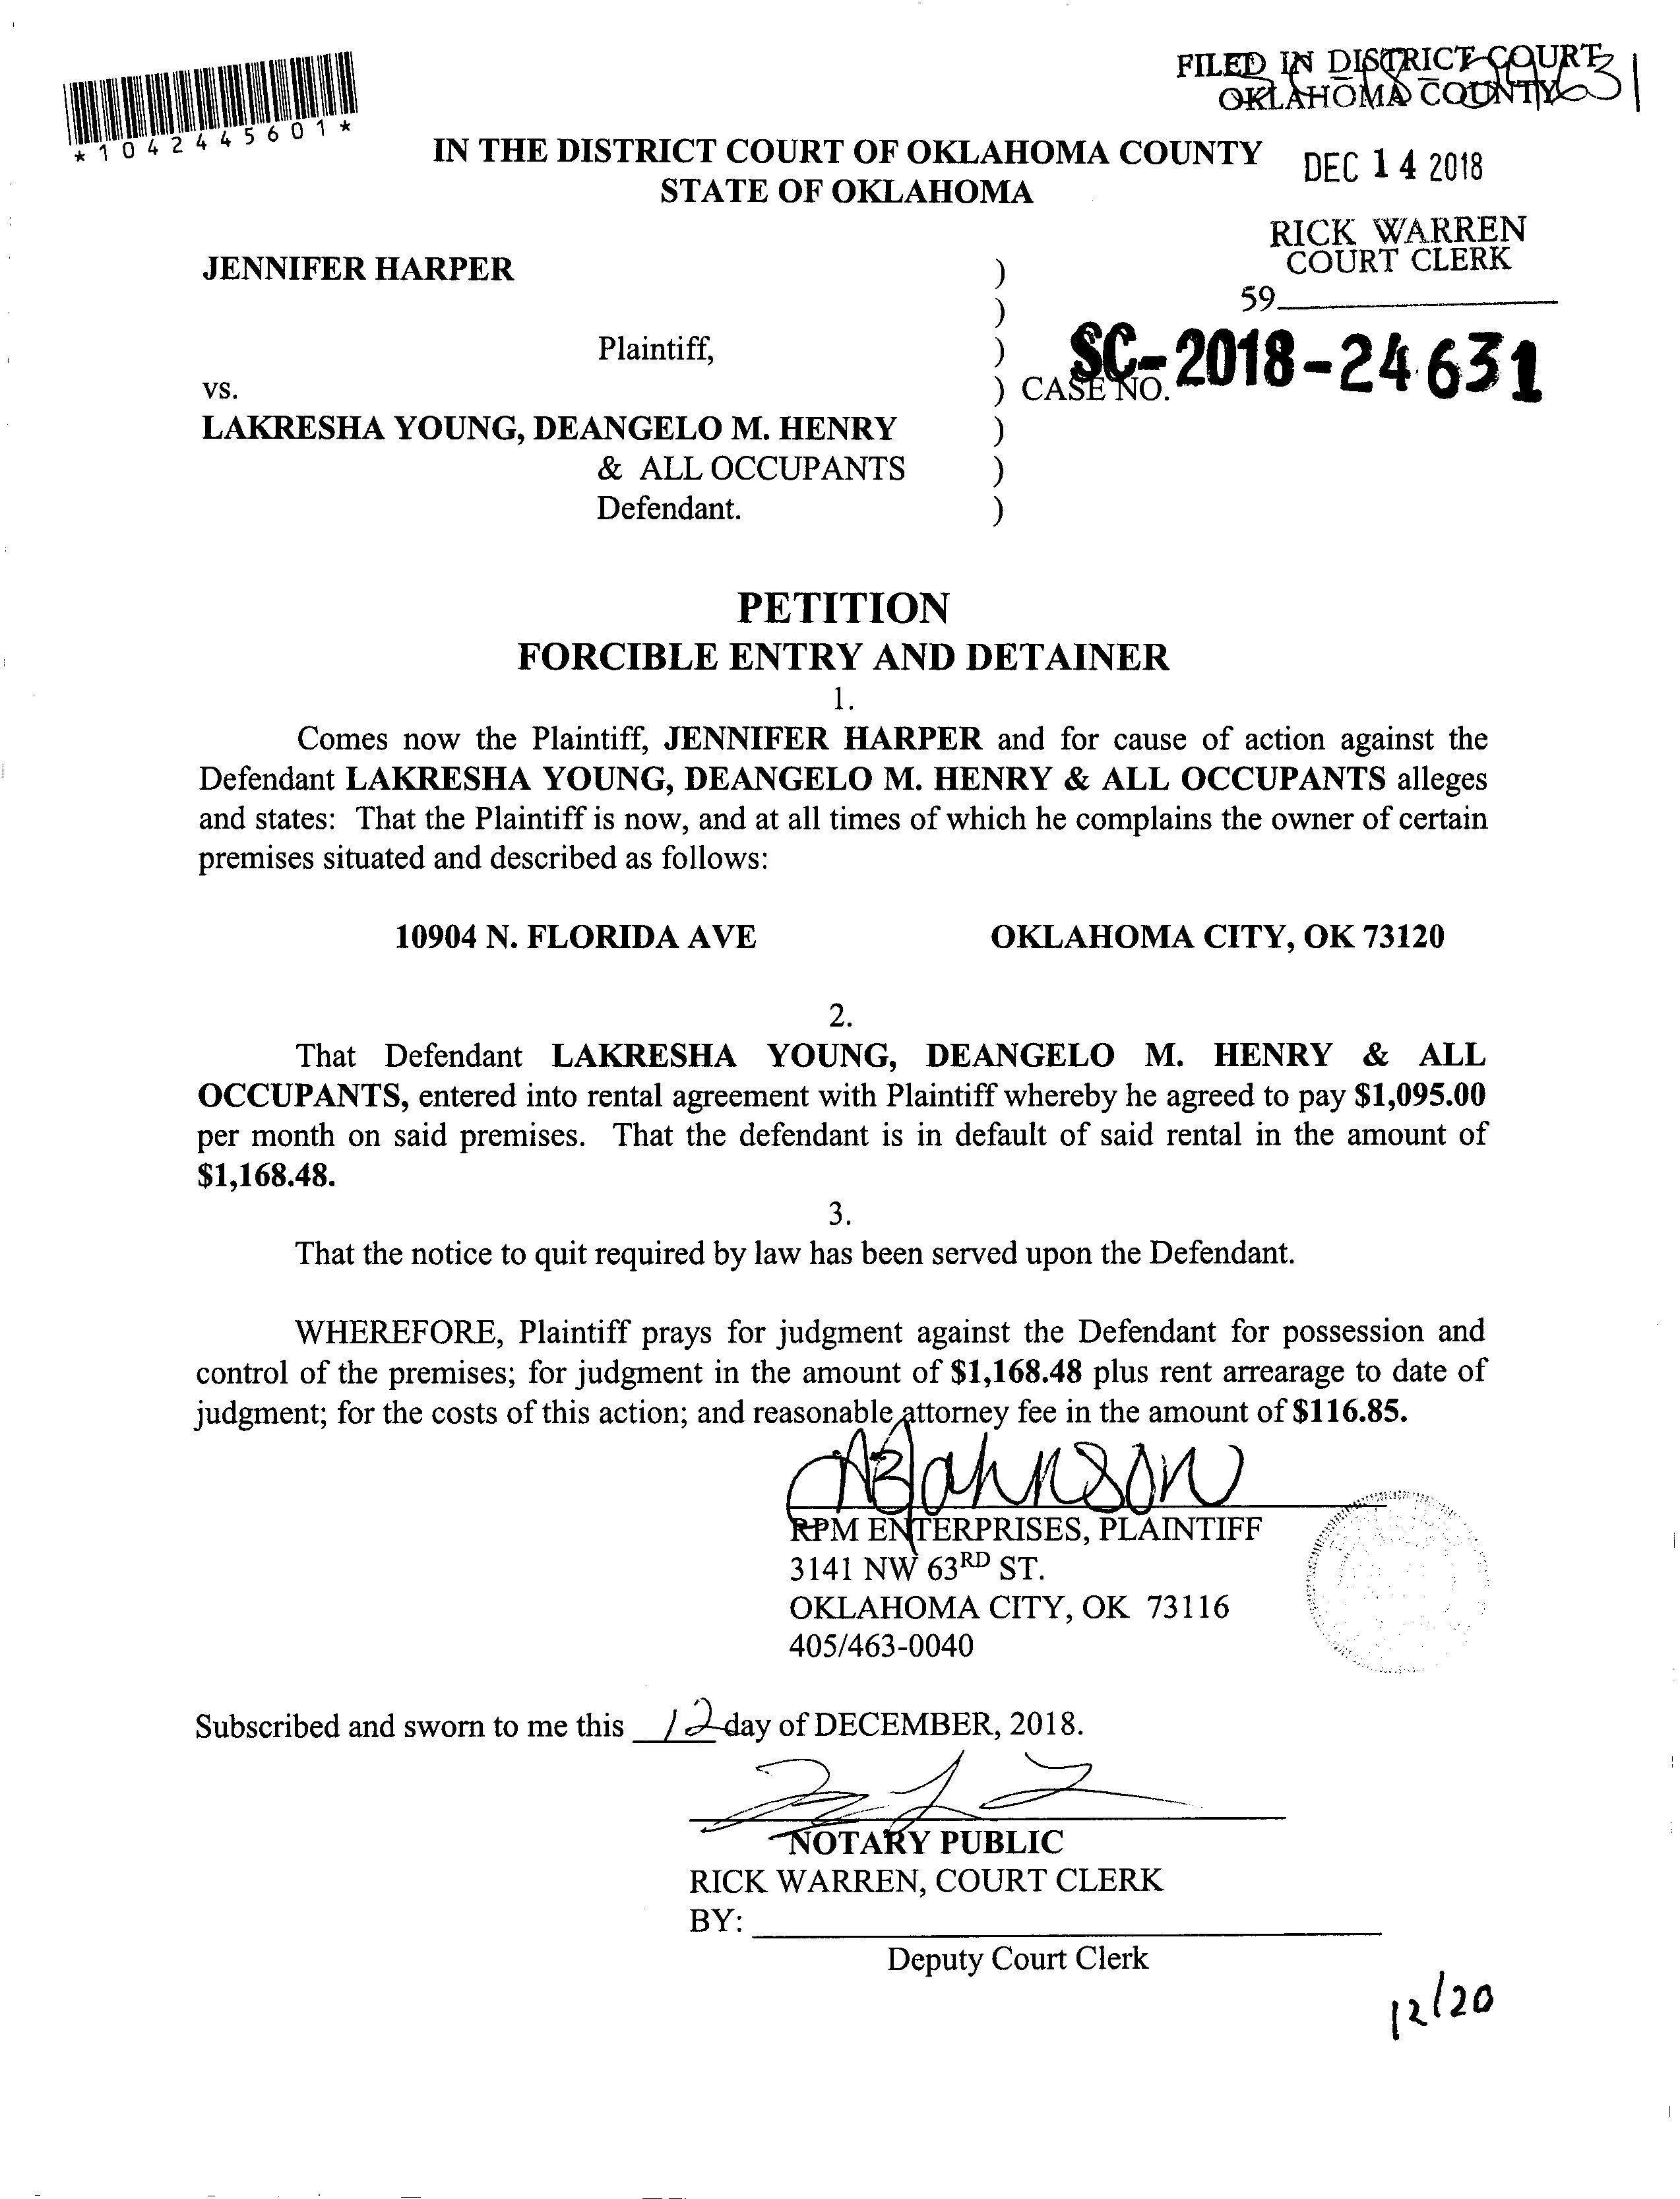 *1042445601*
FILED IN DISTRICT COURT
OKLAHOMA COUNTY
IN THE DISTRICT COURT OF OKLAHOMA COUNTY
STATE OF OKLAHOMA
DEC 14 2018
RICK WARREN
COURT CLERK
59
JENNIFER HARPER )
)
Plaintiff, )
vs. ) CASE NO. SC-2018-24631
LAKRESHA YOUNG, DEANGELO M. HENRY )
& ALL OCCUPANTS )
Defendant. )
PETITION
FORCIBLE ENTRY AND DETAINER
1.
Comes now the Plaintiff, JENNIFER HARPER and for cause of action against the
Defendant LAKRESHA YOUNG, DEANGELO M. HENRY & ALL OCCUPANTS alleges
and states: That the Plaintiff is now, and at all times of which he complains the owner of certain
premises situated and described as follows:
10904 N. FLORIDA AVE OKLAHOMA CITY, OK 73120
2.
That Defendant LAKRESHA YOUNG, DEANGELO M. HENRY & ALL
OCCUPANTS, entered into rental agreement with Plaintiff whereby he agreed to pay $1,095.00
per month on said premises. That the defendant is in default of said rental in the amount of
$1,168.48.
3.
That the notice to quit required by law has been served upon the Defendant.
WHEREFORE, Plaintiff prays for judgment against the Defendant for possession and
control of the premises; for judgment in the amount of $1,168.48 plus rent arrearage to date of
judgment; for the costs of this action; and reasonable attorney fee in the amount of $116.85.
RPM ENTERPRISES, PLAINTIFF
3141 NW 63RD ST.
OKLAHOMA CITY, OK 73116
405/463-0040
Subscribed and sworn to me this 12 day of DECEMBER, 2018.
NOTARY PUBLIC
RICK WARREN, COURT CLERK
BY:
Deputy Court Clerk
12/20